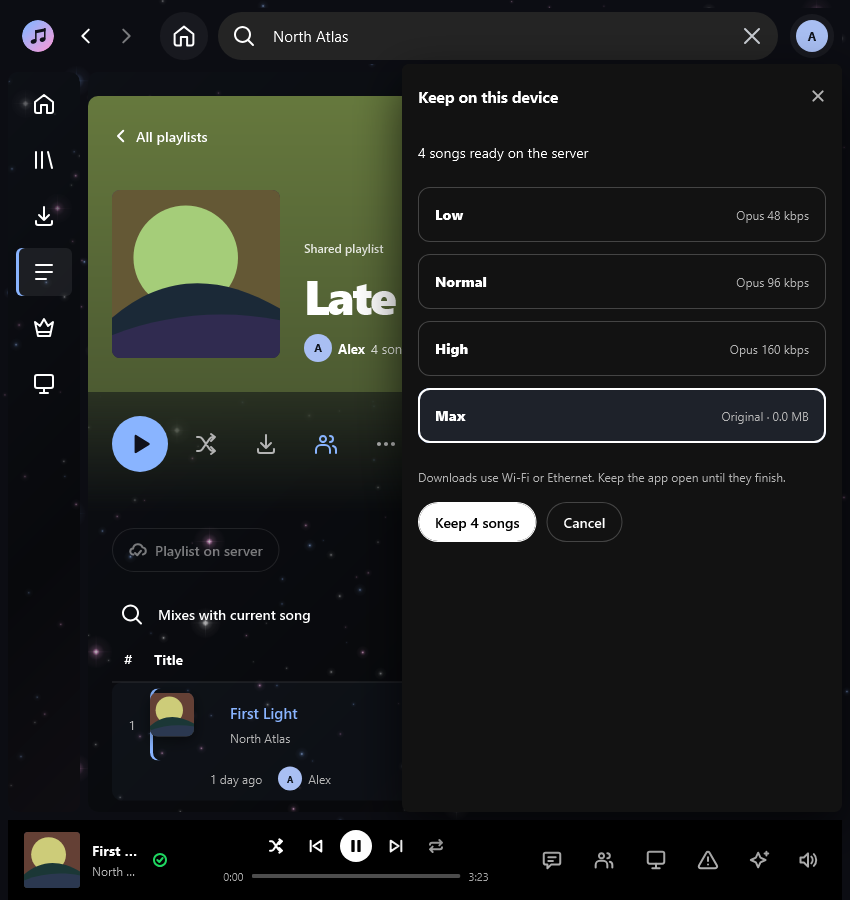 North Atlas
A
All playlists
Shared playlist
Late
A Alex 4 son
Playlist on server
Mixes with current song
# Title
1
First Light
North Atlas
1 day ago A Alex
Keep on this device
4 songs ready on the server
Low Opus 48 kbps
Normal Opus 96 kbps
High Opus 160 kbps
Max Original · 0.0 MB
Downloads use Wi-Fi or Ethernet. Keep the app open until they finish.
Keep 4 songs Cancel
First ...
North ...
0:00 3:23